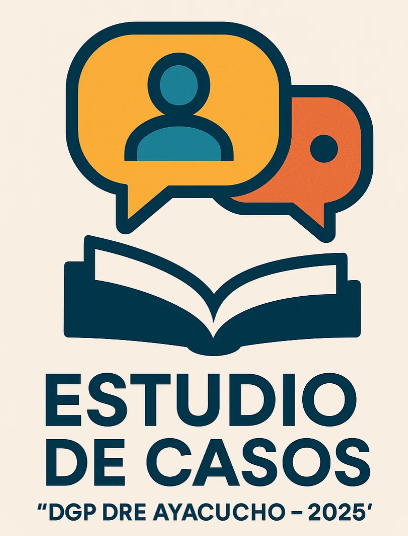 ESTUDIO
DE CASOS
"DGP DRE AYACUCHO – 2025'